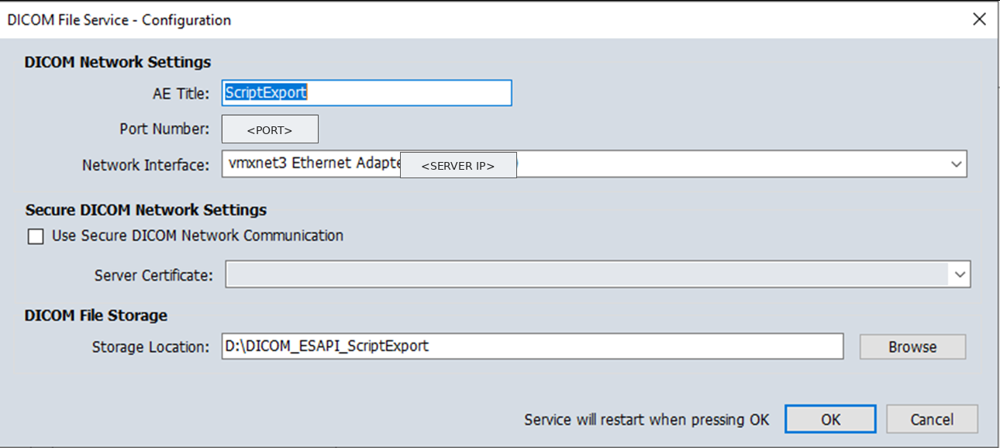 DICOM File Service - Configuration
DICOM Network Settings
AE Title: ScriptExport
Port Number: <PORT>
Network Interface: vmxnet3 Ethernet Adapte <SERVER IP>
Secure DICOM Network Settings
Use Secure DICOM Network Communication
Server Certificate:
DICOM File Storage
Storage Location: D:\DICOM_ESAPI_ScriptExport Browse
Service will restart when pressing OK OK Cancel